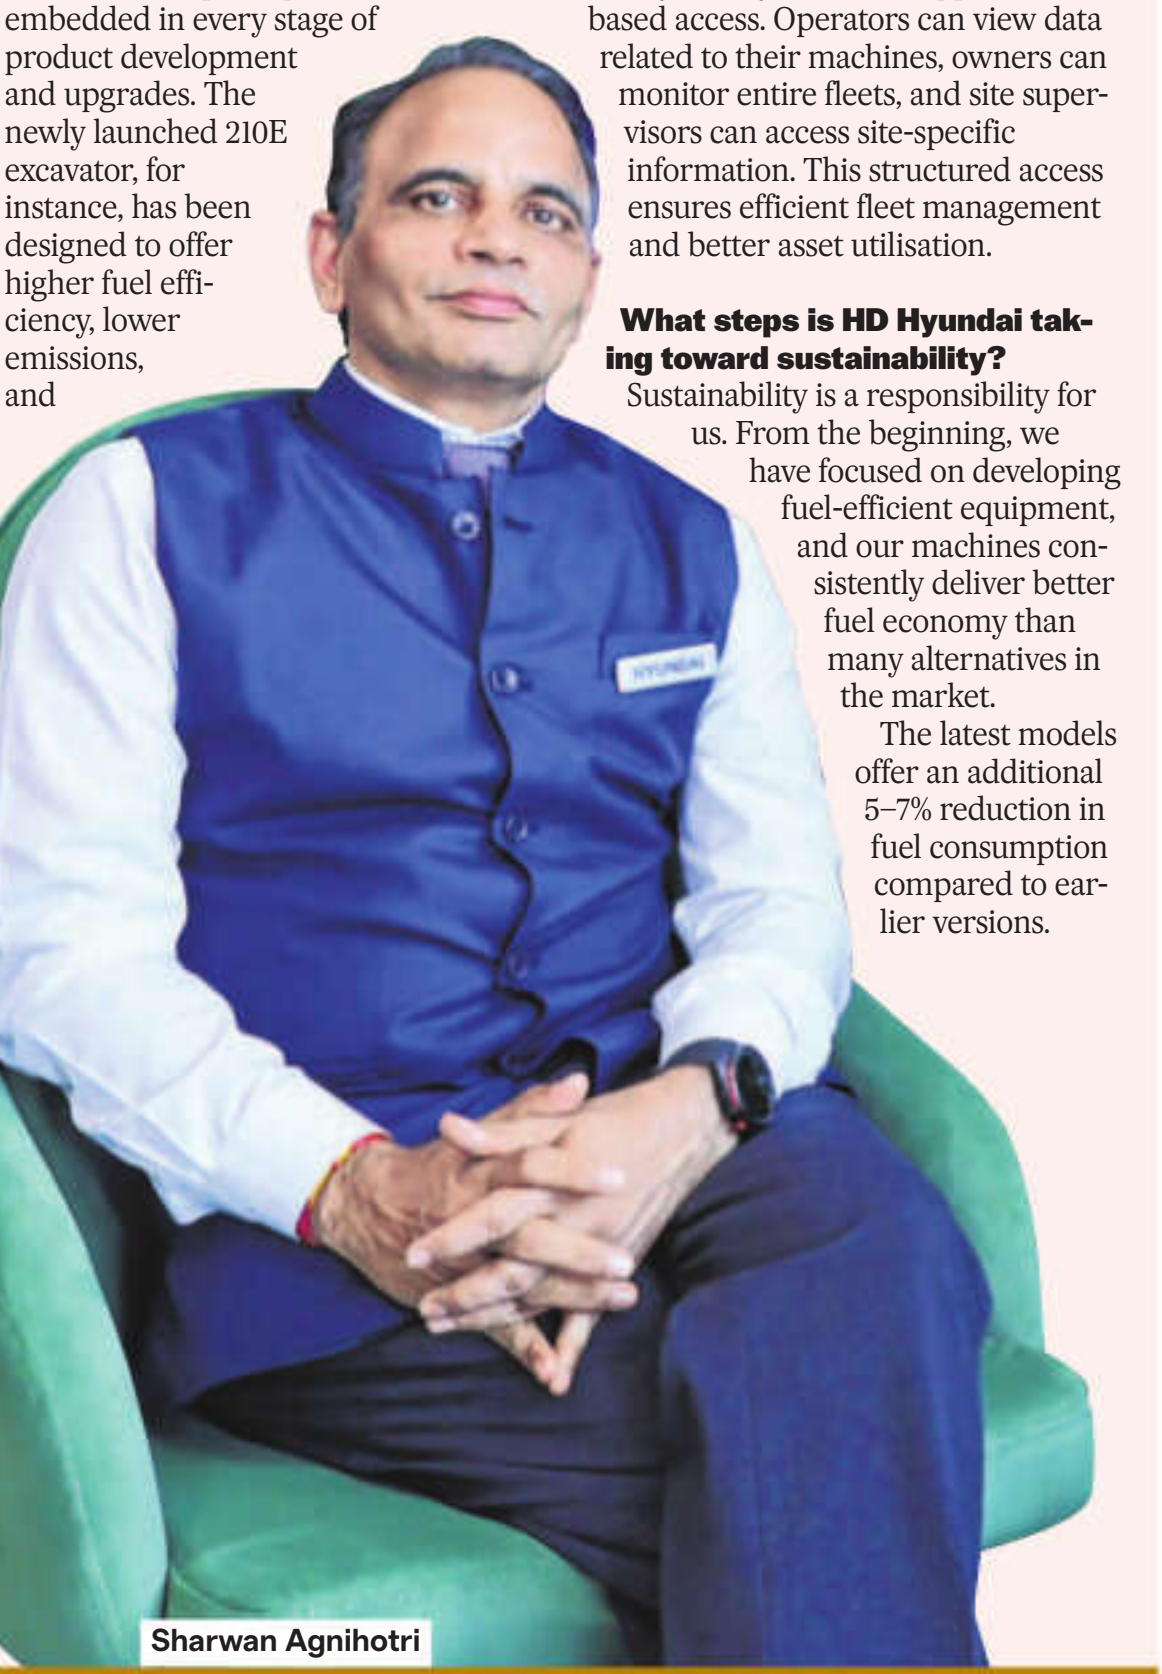 embedded in every stage of
product development
and upgrades. The
newly launched 210E
excavator, for
instance, has been
designed to offer
higher fuel effi-
ciency, lower
emissions,
and
based access. Operators can view data
related to their machines, owners can
monitor entire fleets, and site super-
visors can access site-specific
information. This structured access
ensures efficient fleet management
and better asset utilisation.
What steps is HD Hyundai tak-
ing toward sustainability?
Sustainability is a responsibility for
us. From the beginning, we
have focused on developing
fuel-efficient equipment,
and our machines con-
sistently deliver better
fuel economy than
many alternatives in
the market.
The latest models
offer an additional
5–7% reduction in
fuel consumption
compared to ear-
lier versions.
HYUNDAI
Sharwan Agnihotri